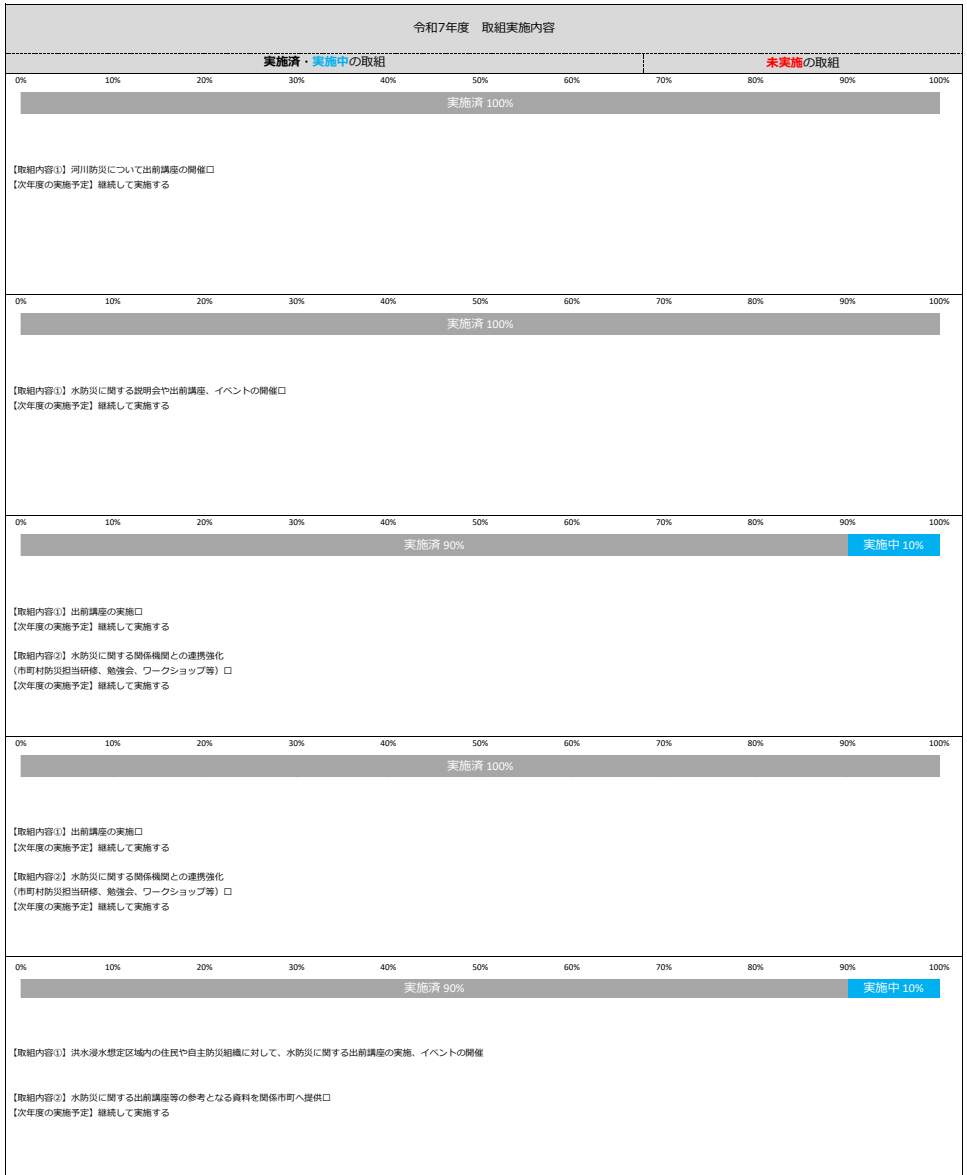 令和7年度　取組実施内容
実施済・実施中の取組　未実施の取組
0% 10% 20% 30% 40% 50% 60% 70% 80% 90% 100%
実施済 100%
【取組内容①】河川防災について出前講座の開催口
【次年度の実施予定】継続して実施する
0% 10% 20% 30% 40% 50% 60% 70% 80% 90% 100%
実施済 100%
【取組内容①】水防災に関する説明会や出前講座、イベントの開催口
【次年度の実施予定】継続して実施する
0% 10% 20% 30% 40% 50% 60% 70% 80% 90% 100%
実施済 90% 実施中 10%
【取組内容①】出前講座の実施口
【次年度の実施予定】継続して実施する
【取組内容②】水防災に関する関係機関との連携強化
（市町村防災担当研修、勉強会、ワークショップ等）口
【次年度の実施予定】継続して実施する
0% 10% 20% 30% 40% 50% 60% 70% 80% 90% 100%
実施済 100%
【取組内容①】出前講座の実施口
【次年度の実施予定】継続して実施する
【取組内容②】水防災に関する関係機関との連携強化
（市町村防災担当研修、勉強会、ワークショップ等）口
【次年度の実施予定】継続して実施する
0% 10% 20% 30% 40% 50% 60% 70% 80% 90% 100%
実施済 90% 実施中 10%
【取組内容①】洪水浸水想定区域内の住民や自主防災組織に対して、水防災に関する出前講座の実施、イベントの開催
【取組内容②】水防災に関する出前講座等の参考となる資料を関係市町へ提供口
【次年度の実施予定】継続して実施する